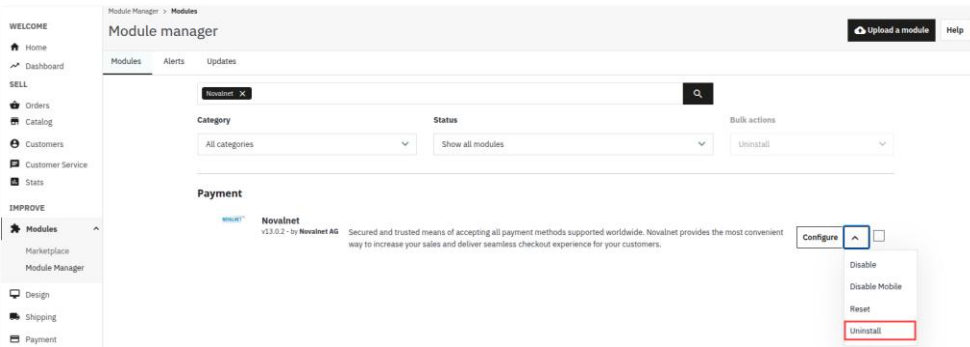 Module Manager > Modules
Module manager
Upload a module
Help
WELCOME
Home
Dashboard
SELL
Orders
Catalog
Customers
Customer Service
Stats
IMPROVE
Modules
Marketplace
Module Manager
Design
Shipping
Payment
Modules Alerts Updates
Novalnet X
Category
Status
Bulk actions
All categories
Show all modules
Uninstall
Payment
NOVALNET
Novalnet
v13.0.2 - by Novalnet AG
Secured and trusted means of accepting all payment methods supported worldwide. Novalnet provides the most convenient
way to increase your sales and deliver seamless checkout experience for your customers.
Configure
Disable
Disable Mobile
Reset
Uninstall